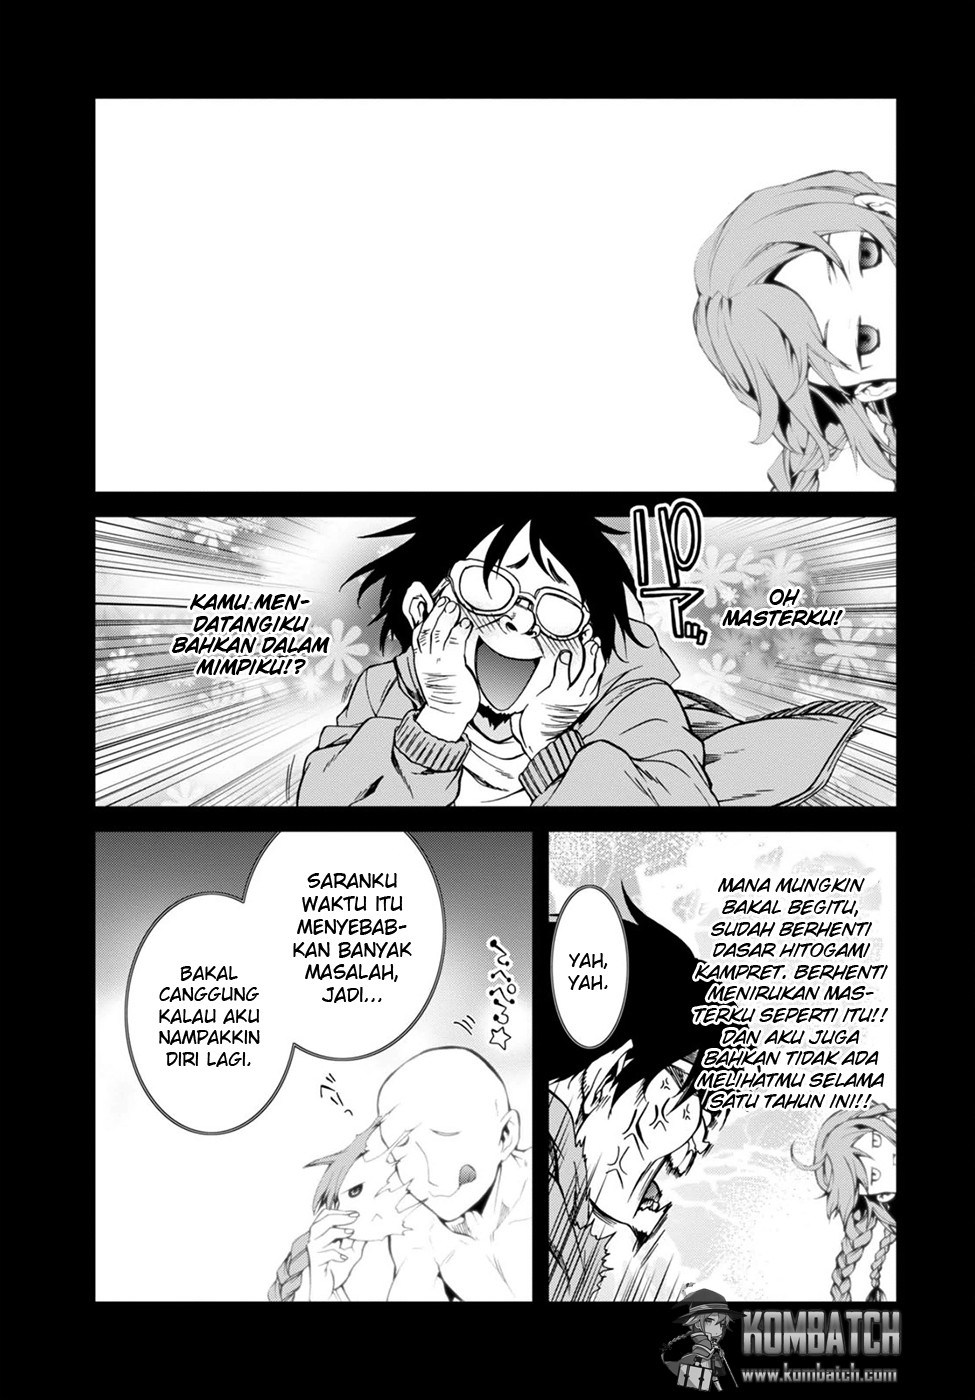 OH
MASTERKU!
KAMU MEN-
DATANGIKU
BAHKAN DALAM
MIMPIKU!?
MANA MUNGKIN
BAKAL BEGITU,
SUDAH BERHENTI
DASAR HITOGAMI
KAMPRET. BERHENTI
MENIRUKAN MAS-
TERKU SEPERTI ITU!!
DAN AKU JUGA
BAHKAN TIDAK ADA
MELIHATMU SELAMA
SATU TAHUN INI!!
YAH,
YAH.
SARANKU
WAKTU ITU
MENYEBAB-
KAN BANYAK
MASALAH,
JADI...
BAKAL
CANGGUNG
KALAU AKU
NAMPAKKIN
DIRI LAGI.
KOMBATCH
www.kombatch.com